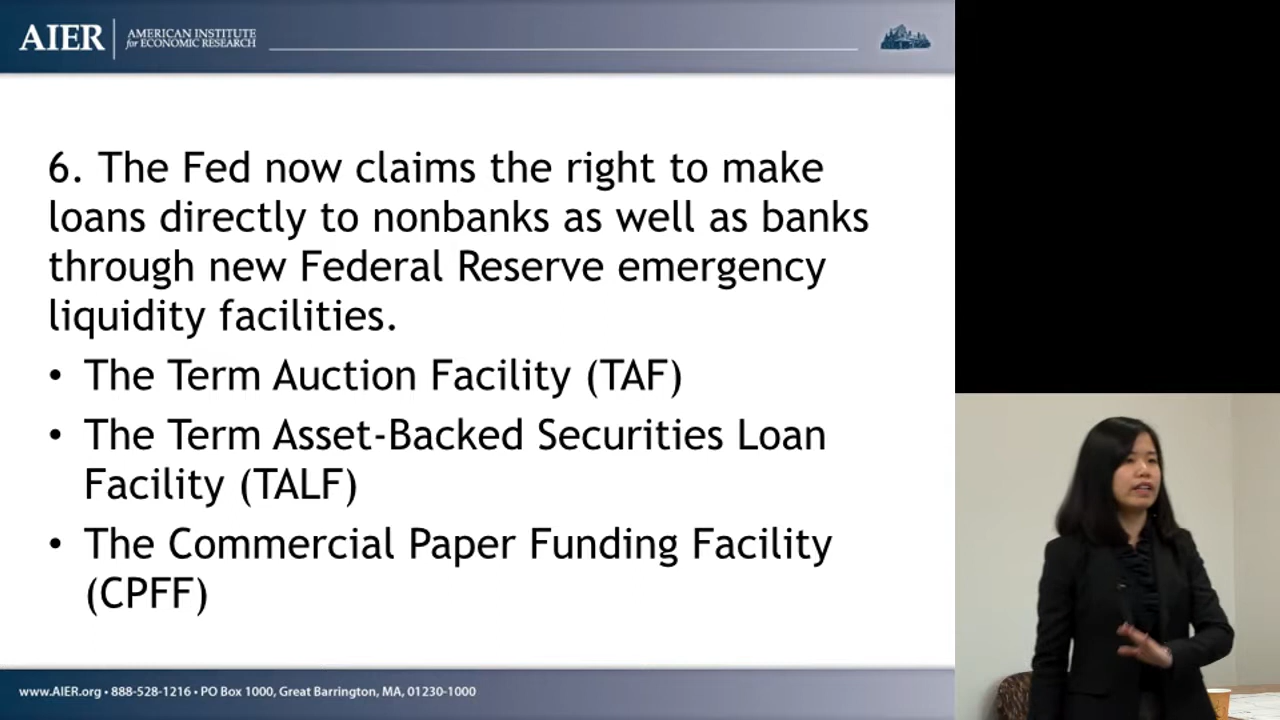 AIER
AMERICAN INSTITUTE
for ECONOMIC RESEARCH
6. The Fed now claims the right to make
loans directly to nonbanks as well as banks
through new Federal Reserve emergency
liquidity facilities.
• The Term Auction Facility (TAF)
• The Term Asset-Backed Securities Loan
Facility (TALF)
• The Commercial Paper Funding Facility
(CPFF)
www.AIER.org • 888-528-1216 • PO Box 1000, Great Barrington, MA, 01230-1000